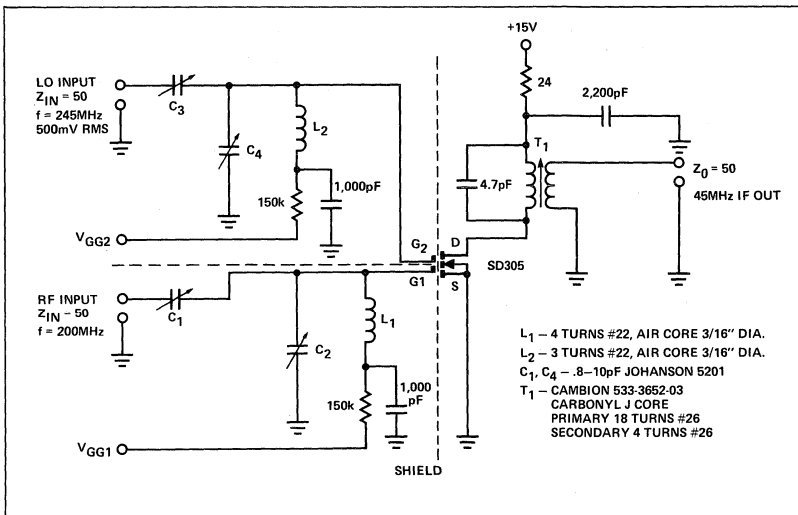 +15V
LO INPUT
Z_IN = 50
f = 245MHz
500mV RMS
C3
C4
L2
150k
1,000pF
V_GG2
24
2,200pF
T1
4.7pF
Z0 = 50
45MHz IF OUT
G2
D
SD305
G1
S
RF INPUT
Z_IN – 50
f = 200MHz
C1
C2
L1
150k
1,000
pF
V_GG1
SHIELD
L1 – 4 TURNS #22, AIR CORE 3/16" DIA.
L2 – 3 TURNS #22, AIR CORE 3/16" DIA.
C1, C4 – .8–10pF JOHANSON 5201
T1 – CAMBION 533-3652-03
CARBONYL J CORE
PRIMARY 18 TURNS #26
SECONDARY 4 TURNS #26